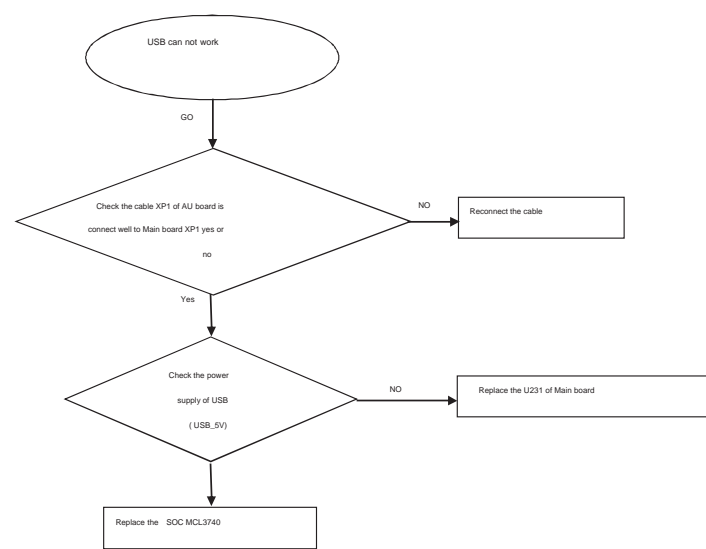 USB can not work
GO
Check the cable XP1 of AU board is
connect well to Main board XP1 yes or
no
NO
Reconnect the cable
Yes
Check the power
supply of USB
( USB_5V)
NO
Replace the U231 of Main board
Replace the SOC MCL3740